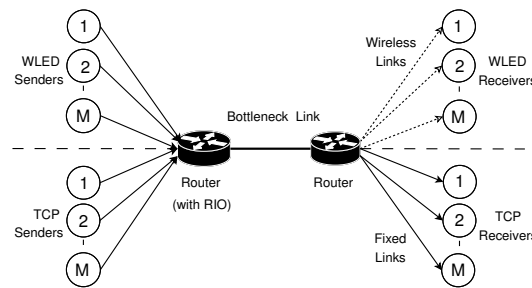 1
WLED
Senders
2
M
Wireless
Links
1
2
WLED
Receivers
M
Bottleneck Link
Router
(with RIO)
Router
1
TCP
Senders
2
M
Fixed
Links
1
2
TCP
Receivers
M